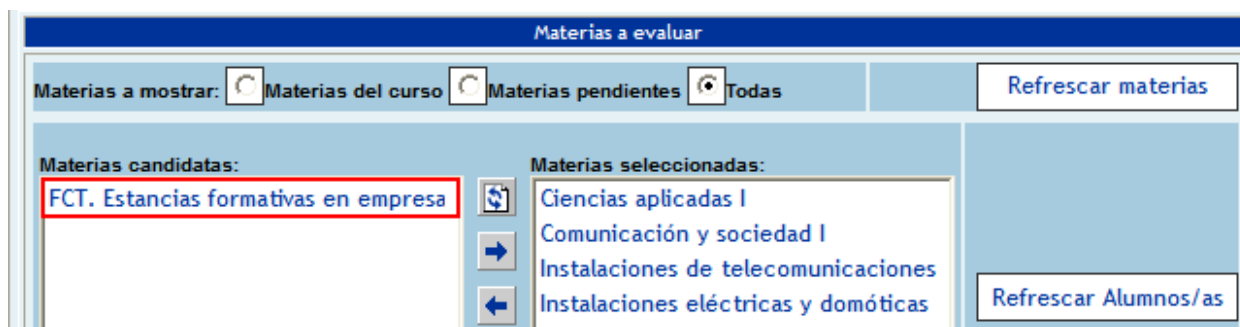 Materias a evaluar
Materias a mostrar: Materias del curso Materias pendientes Todas
Refrescar materias
Materias candidatas:
FCT. Estancias formativas en empresa
Materias seleccionadas:
Ciencias aplicadas I
Comunicación y sociedad I
Instalaciones de telecomunicaciones
Instalaciones eléctricas y domóticas
Refrescar Alumnos/as